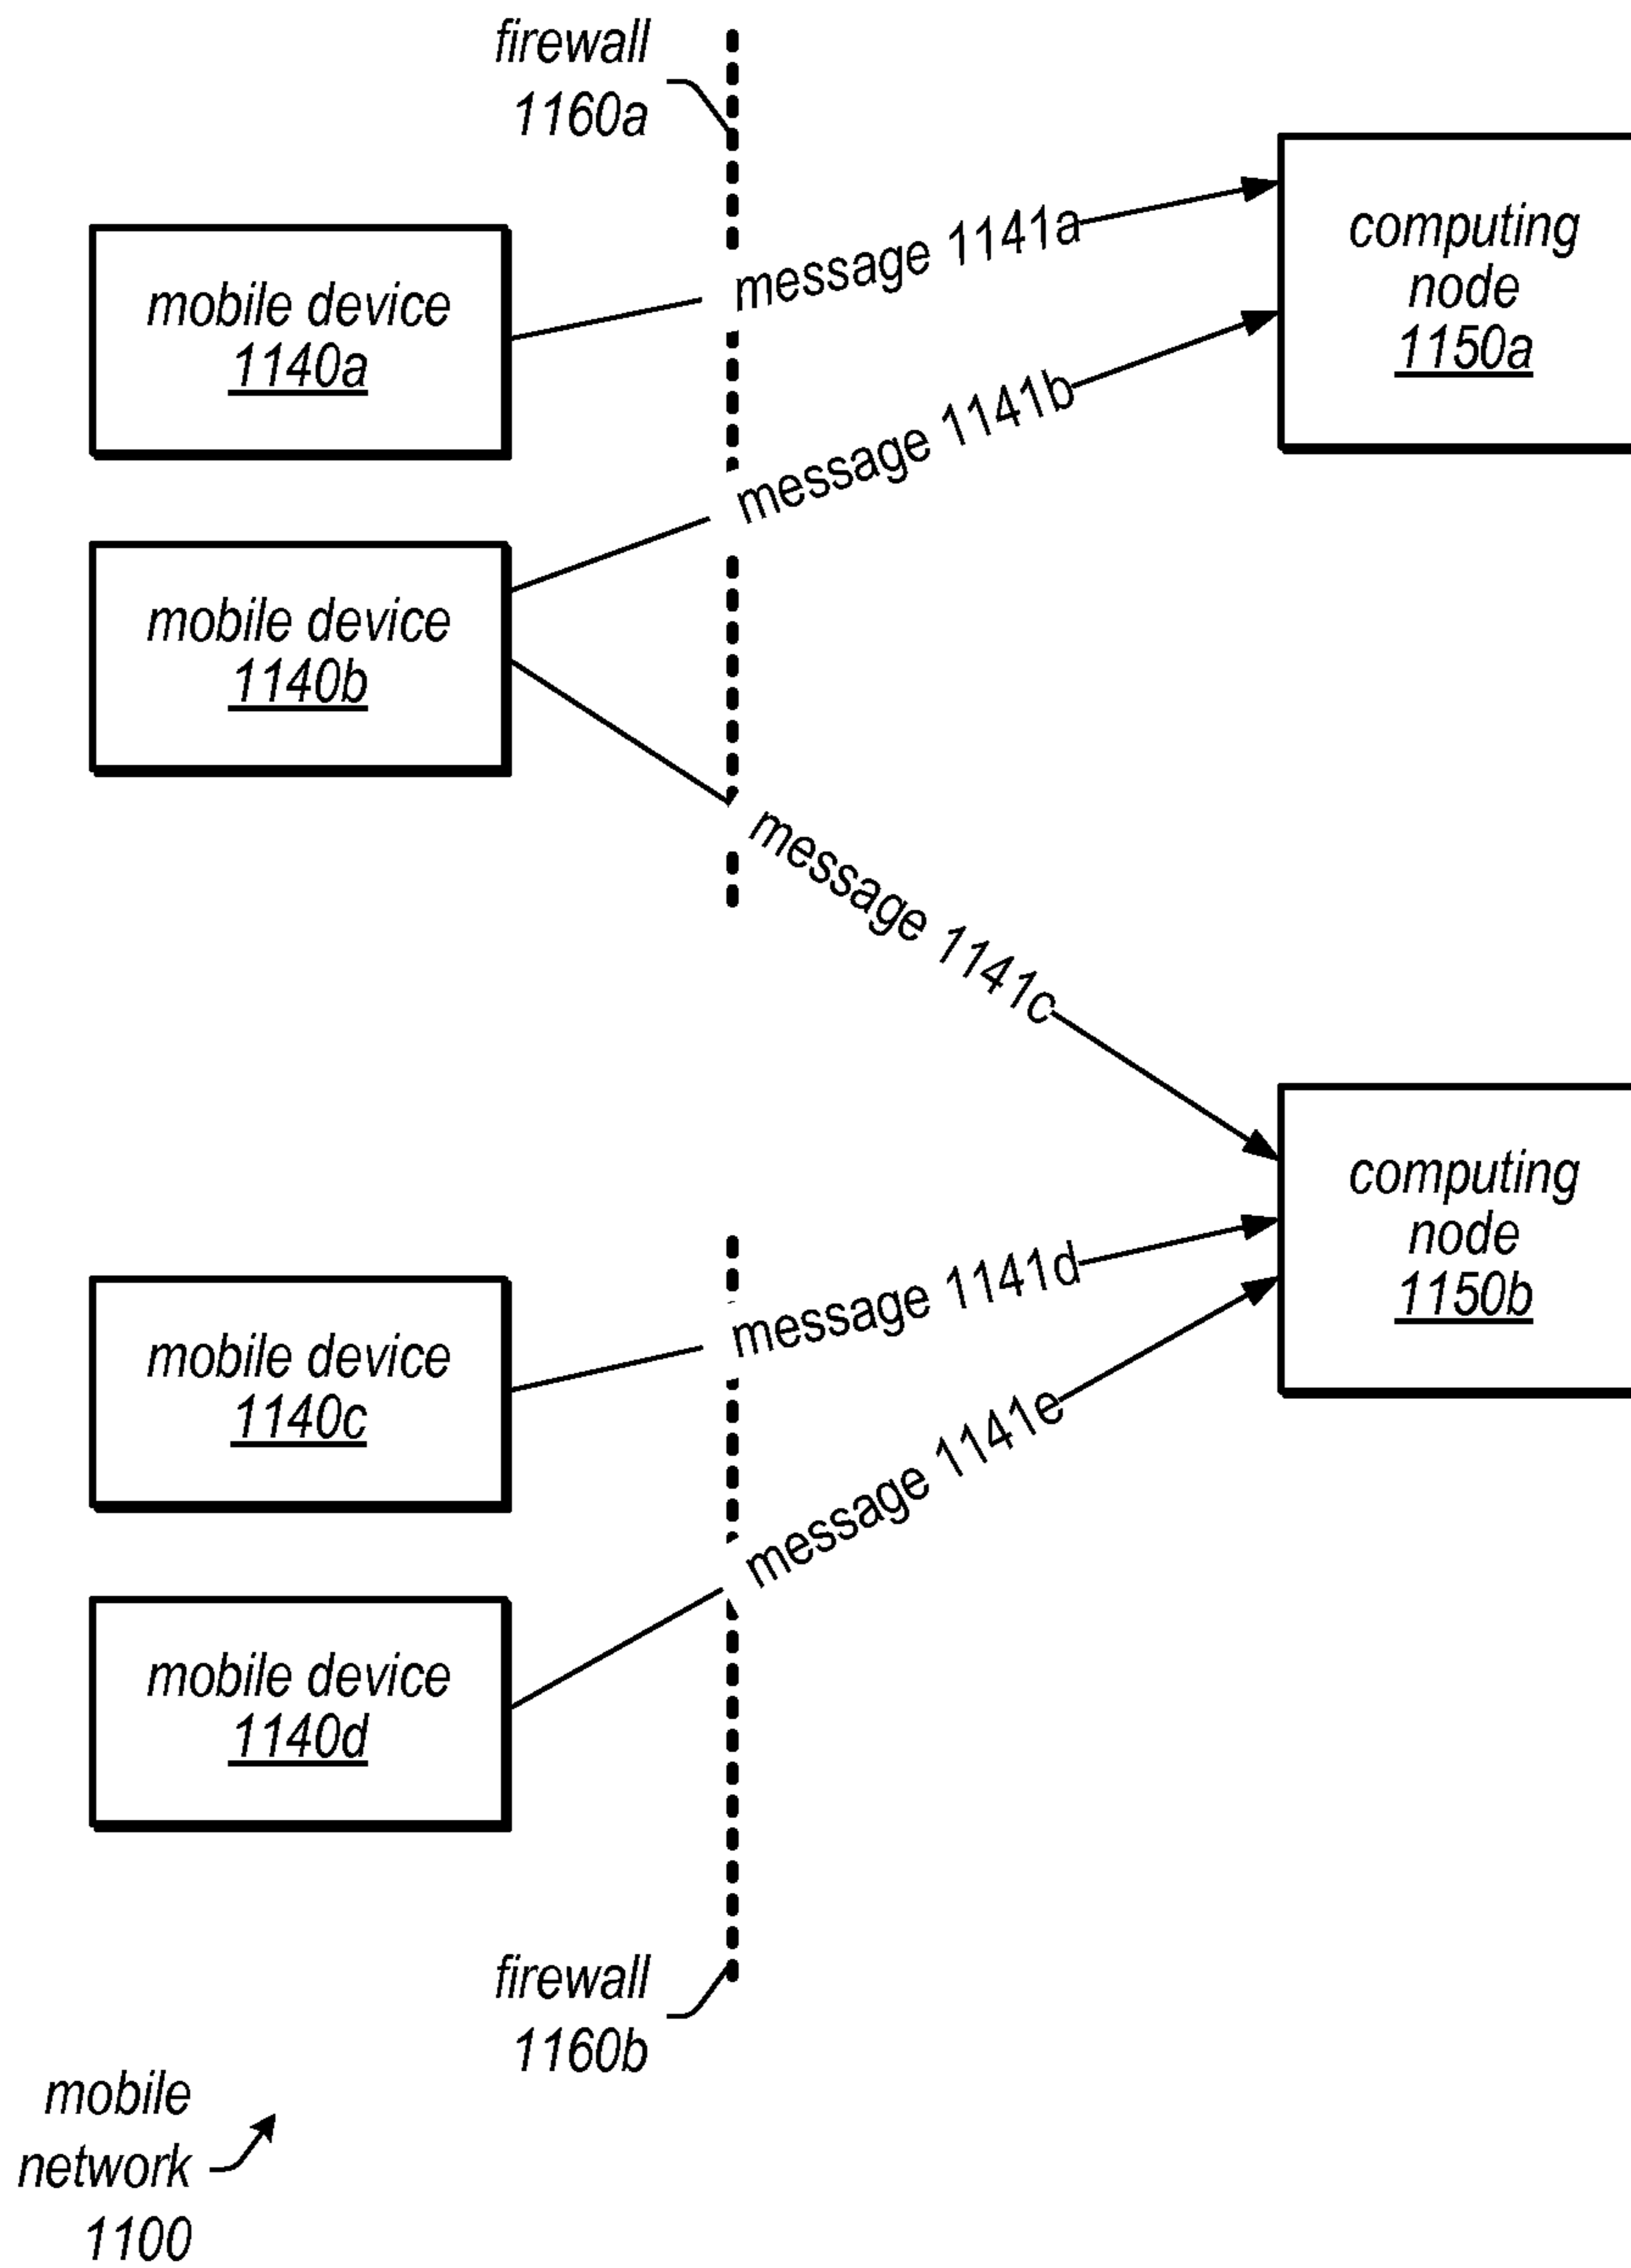 firewall
1160a
mobile device
1140a
message 1141a
computing
node
1150a
message 1141b
mobile device
1140b
message 1141c
computing
node
1150b
message 1141d
mobile device
1140c
message 1141e
mobile device
1140d
firewall
1160b
mobile
network
1100